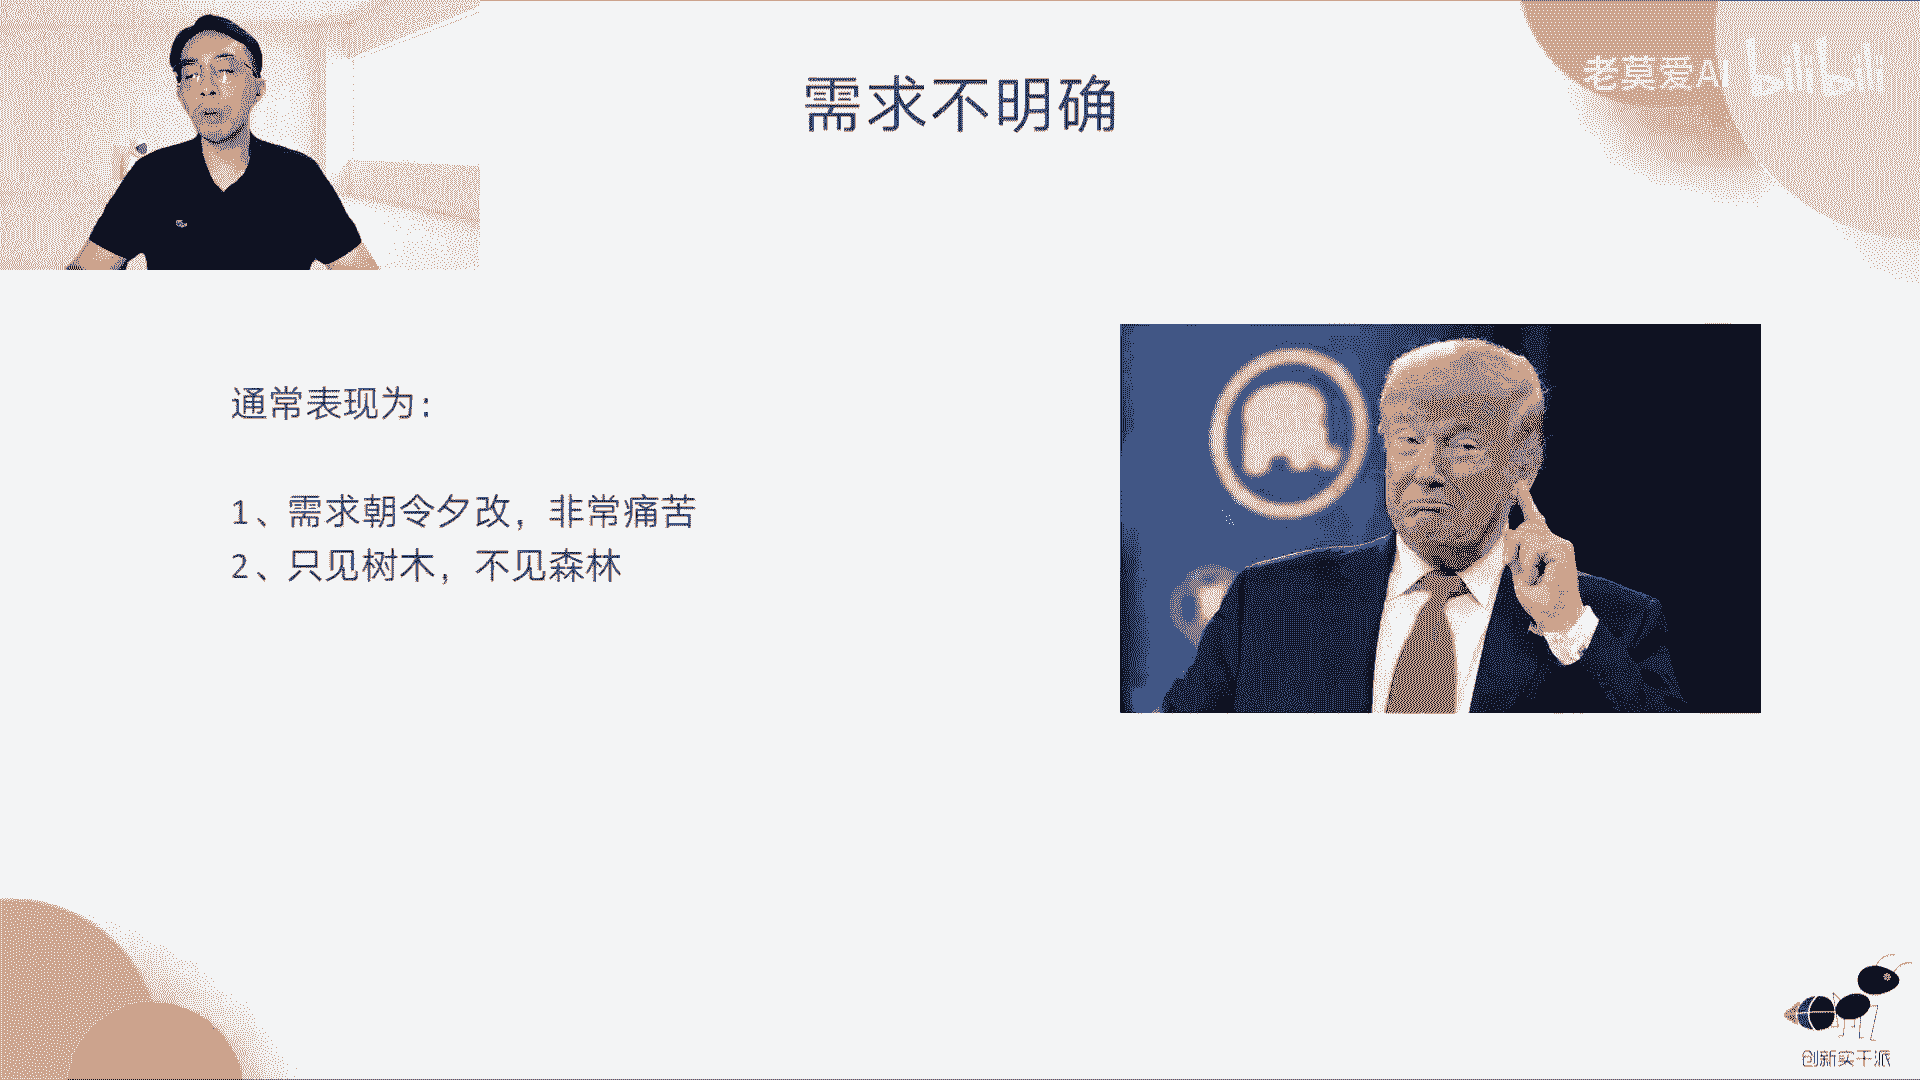 需求不明确
老莫爱AI bilibili
通常表现为：
1、需求朝令夕改，非常痛苦
2、只见树木，不见森林
创新实干派